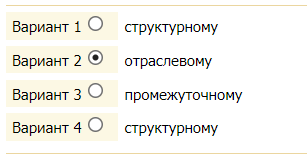 Вариант 1 структурному
Вариант 2 отраслевому
Вариант 3 промежуточному
Вариант 4 структурному